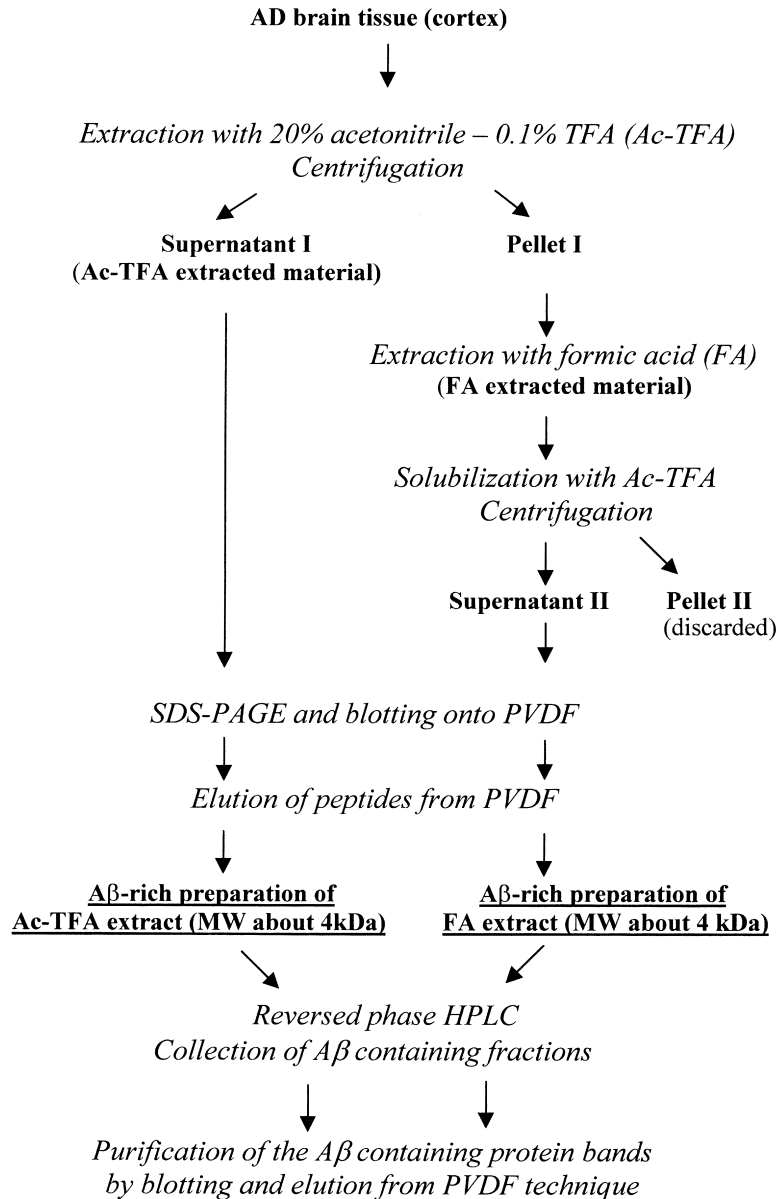 AD brain tissue (cortex)
Extraction with 20% acetonitrile – 0.1% TFA (Ac-TFA)
Centrifugation
Supernatant I
(Ac-TFA extracted material)
Pellet I
Extraction with formic acid (FA)
(FA extracted material)
Solubilization with Ac-TFA
Centrifugation
Supernatant II
Pellet II
(discarded)
SDS-PAGE and blotting onto PVDF
Elution of peptides from PVDF
Aβ-rich preparation of
Ac-TFA extract (MW about 4kDa)
Aβ-rich preparation of
FA extract (MW about 4 kDa)
Reversed phase HPLC
Collection of Aβ containing fractions
Purification of the Aβ containing protein bands
by blotting and elution from PVDF technique